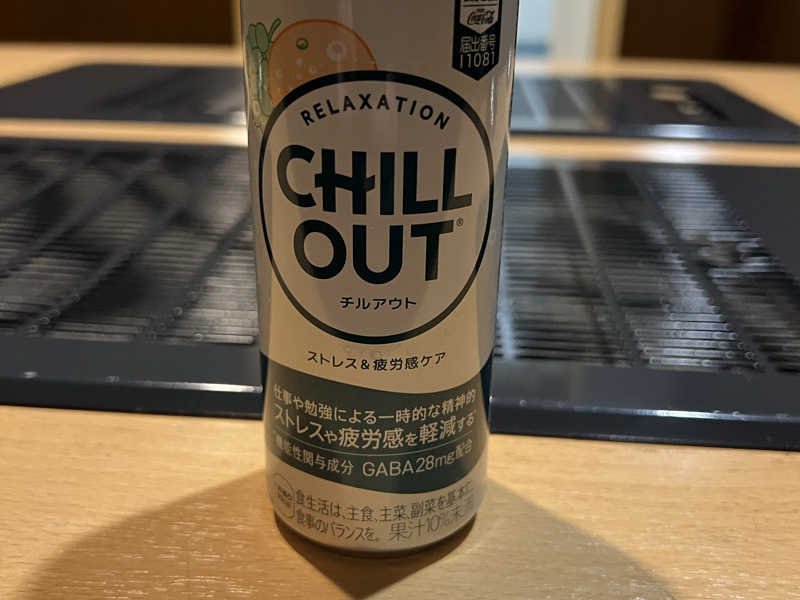 Coca-Cola
届出番号
I1081
RELAXATION
CHILL
OUT®
チルアウト
ストレス&疲労感ケア
仕事や勉強による一時的な精神的
ストレスや疲労感を軽減する
機能性関与成分 GABA28mg配合
食生活は、主食、主菜、副菜を基本に、
食事のバランスを。
果汁10%未満